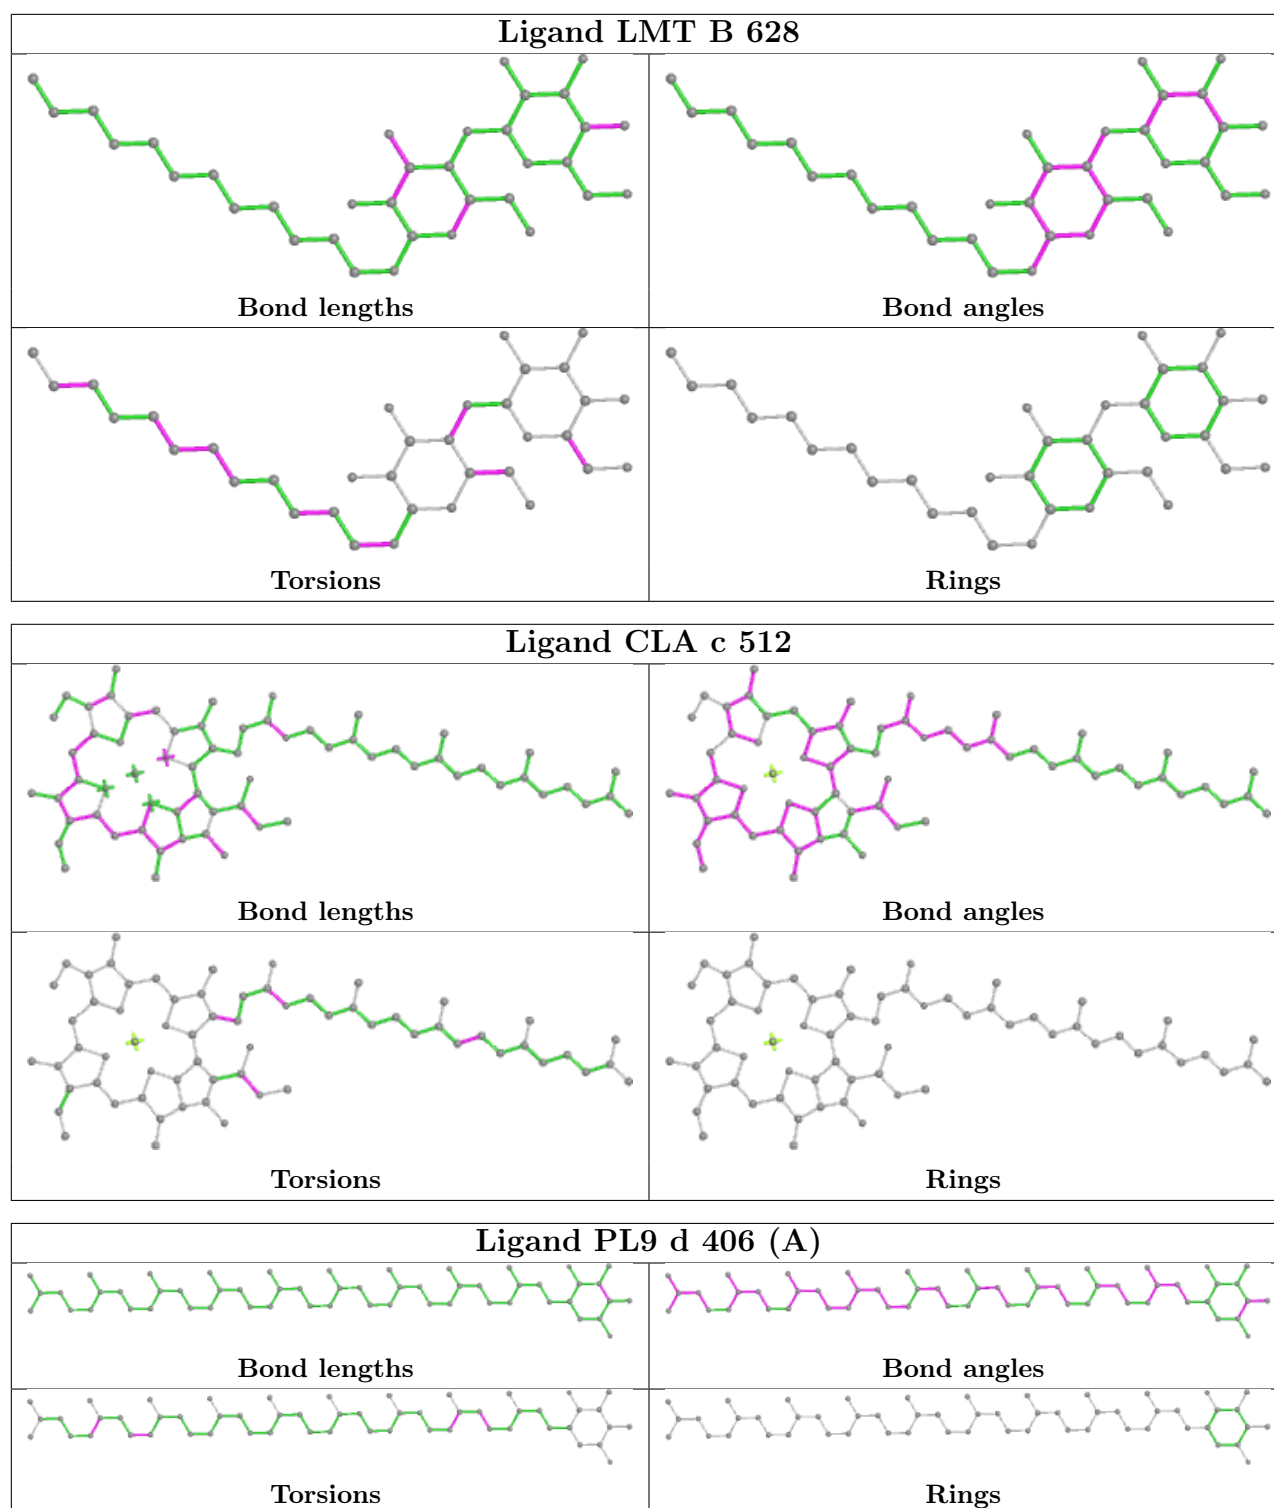 Ligand LMT B 628
Bond lengths
Bond angles
Torsions
Rings
Ligand CLA c 512
Bond lengths
Bond angles
Torsions
Rings
Ligand PL9 d 406 (A)
Bond lengths
Bond angles
Torsions
Rings